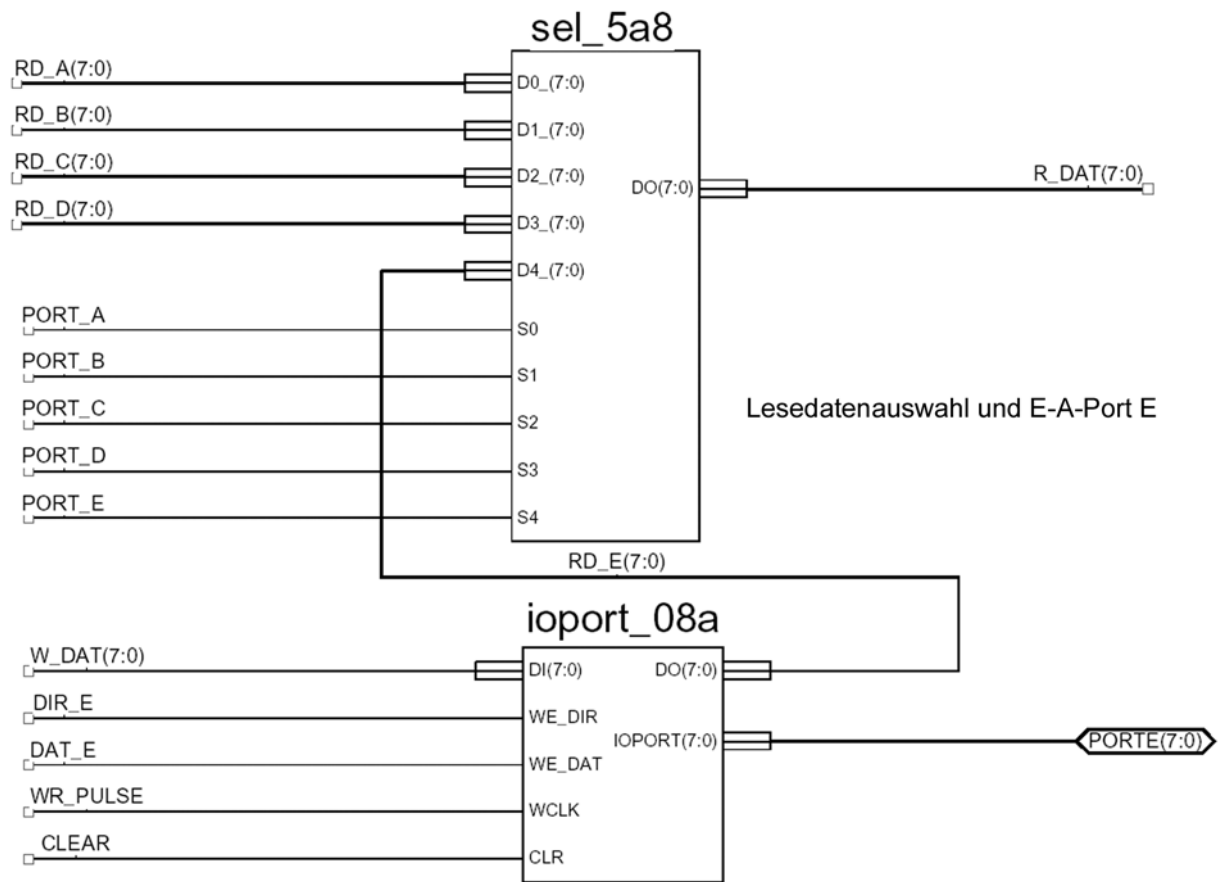 sel_5a8
RD_A(7:0)
D0_(7:0)
RD_B(7:0)
D1_(7:0)
RD_C(7:0)
D2_(7:0)
DO(7:0)
R_DAT(7:0)
RD_D(7:0)
D3_(7:0)
D4_(7:0)
PORT_A
S0
PORT_B
S1
PORT_C
S2
Lesedatenauswahl und E-A-Port E
PORT_D
S3
PORT_E
S4
RD_E(7:0)
ioport_08a
W_DAT(7:0)
DI(7:0)
DO(7:0)
DIR_E
WE_DIR
IOPORT(7:0)
PORTE(7:0)
DAT_E
WE_DAT
WR_PULSE
WCLK
CLEAR
CLR